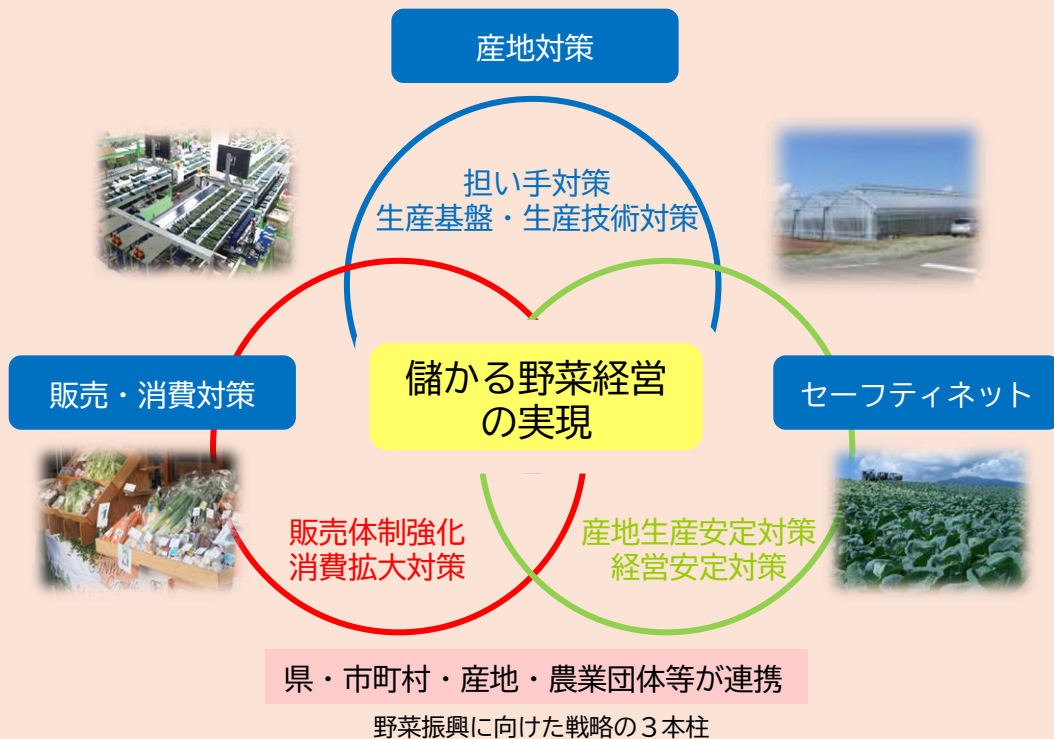 産地対策
担い手対策
生産基盤・生産技術対策
販売・消費対策
儲かる野菜経営
の実現
セーフティネット
販売体制強化
消費拡大対策
産地生産安定対策
経営安定対策
県・市町村・産地・農業団体等が連携
野菜振興に向けた戦略の３本柱